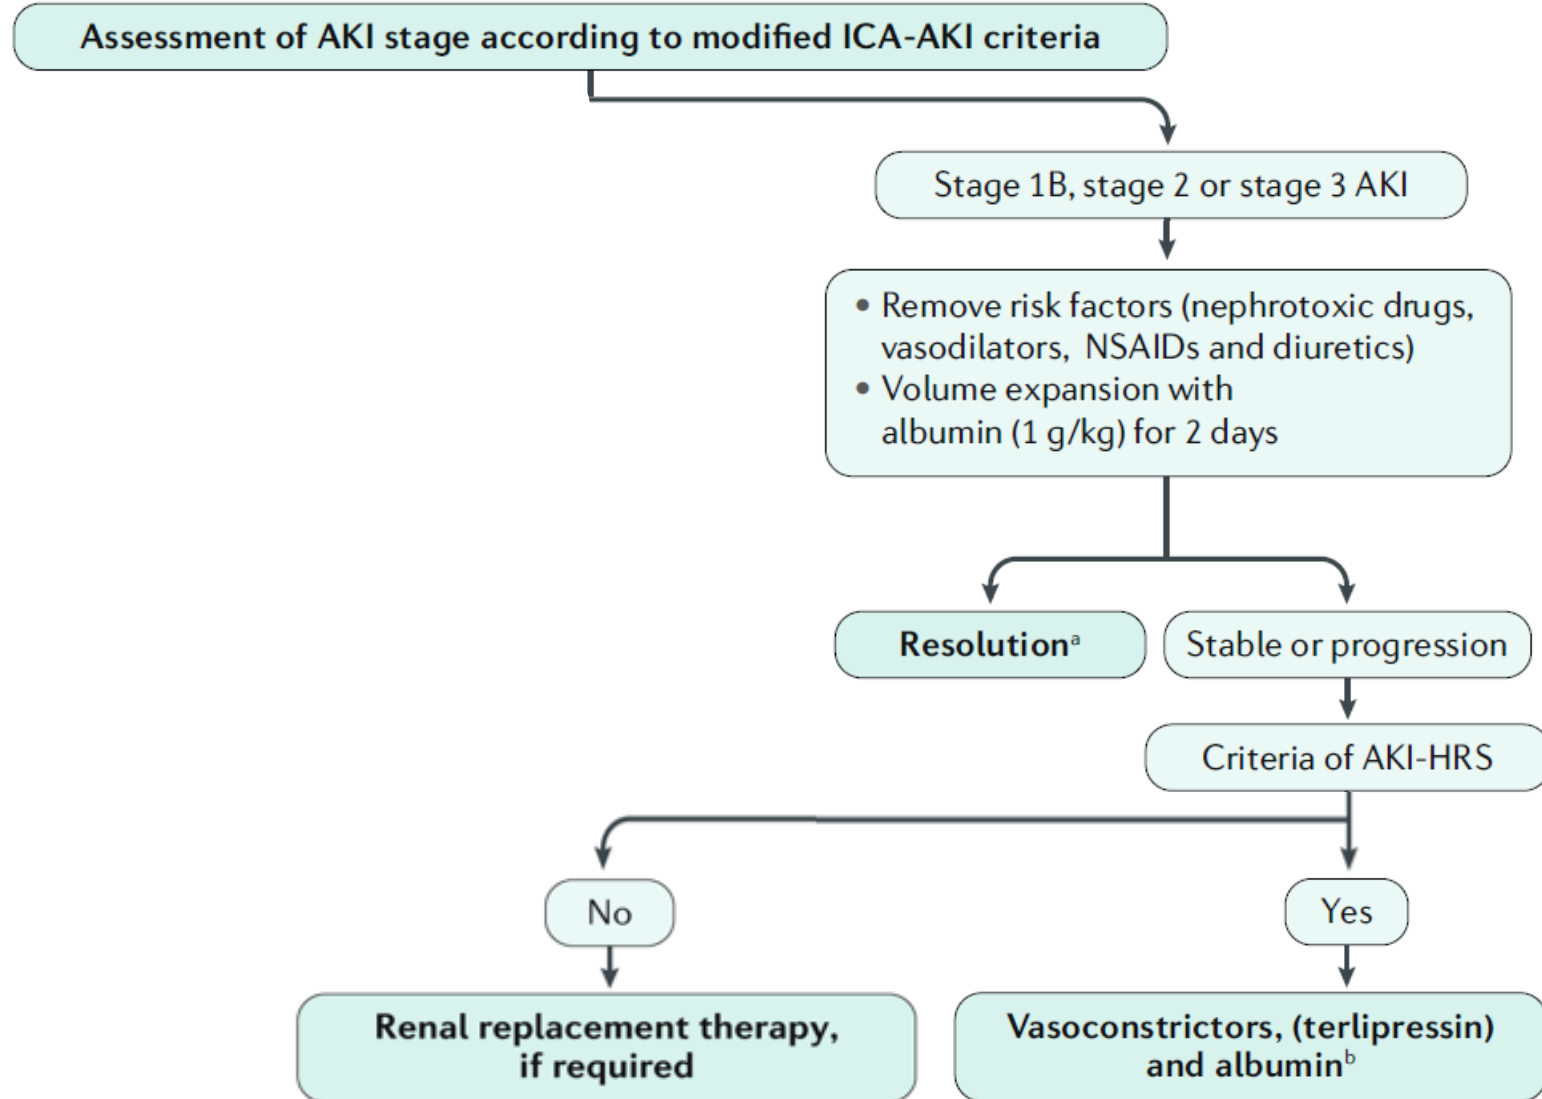 Assessment of AKI stage according to modified ICA-AKI criteria
Stage 1B, stage 2 or stage 3 AKI
• Remove risk factors (nephrotoxic drugs,
vasodilators, NSAIDs and diuretics)
• Volume expansion with
albumin (1 g/kg) for 2 days
Resolutionᵃ
Stable or progression
Criteria of AKI-HRS
No
Yes
Renal replacement therapy,
if required
Vasoconstrictors, (terlipressin)
and albuminᵇ